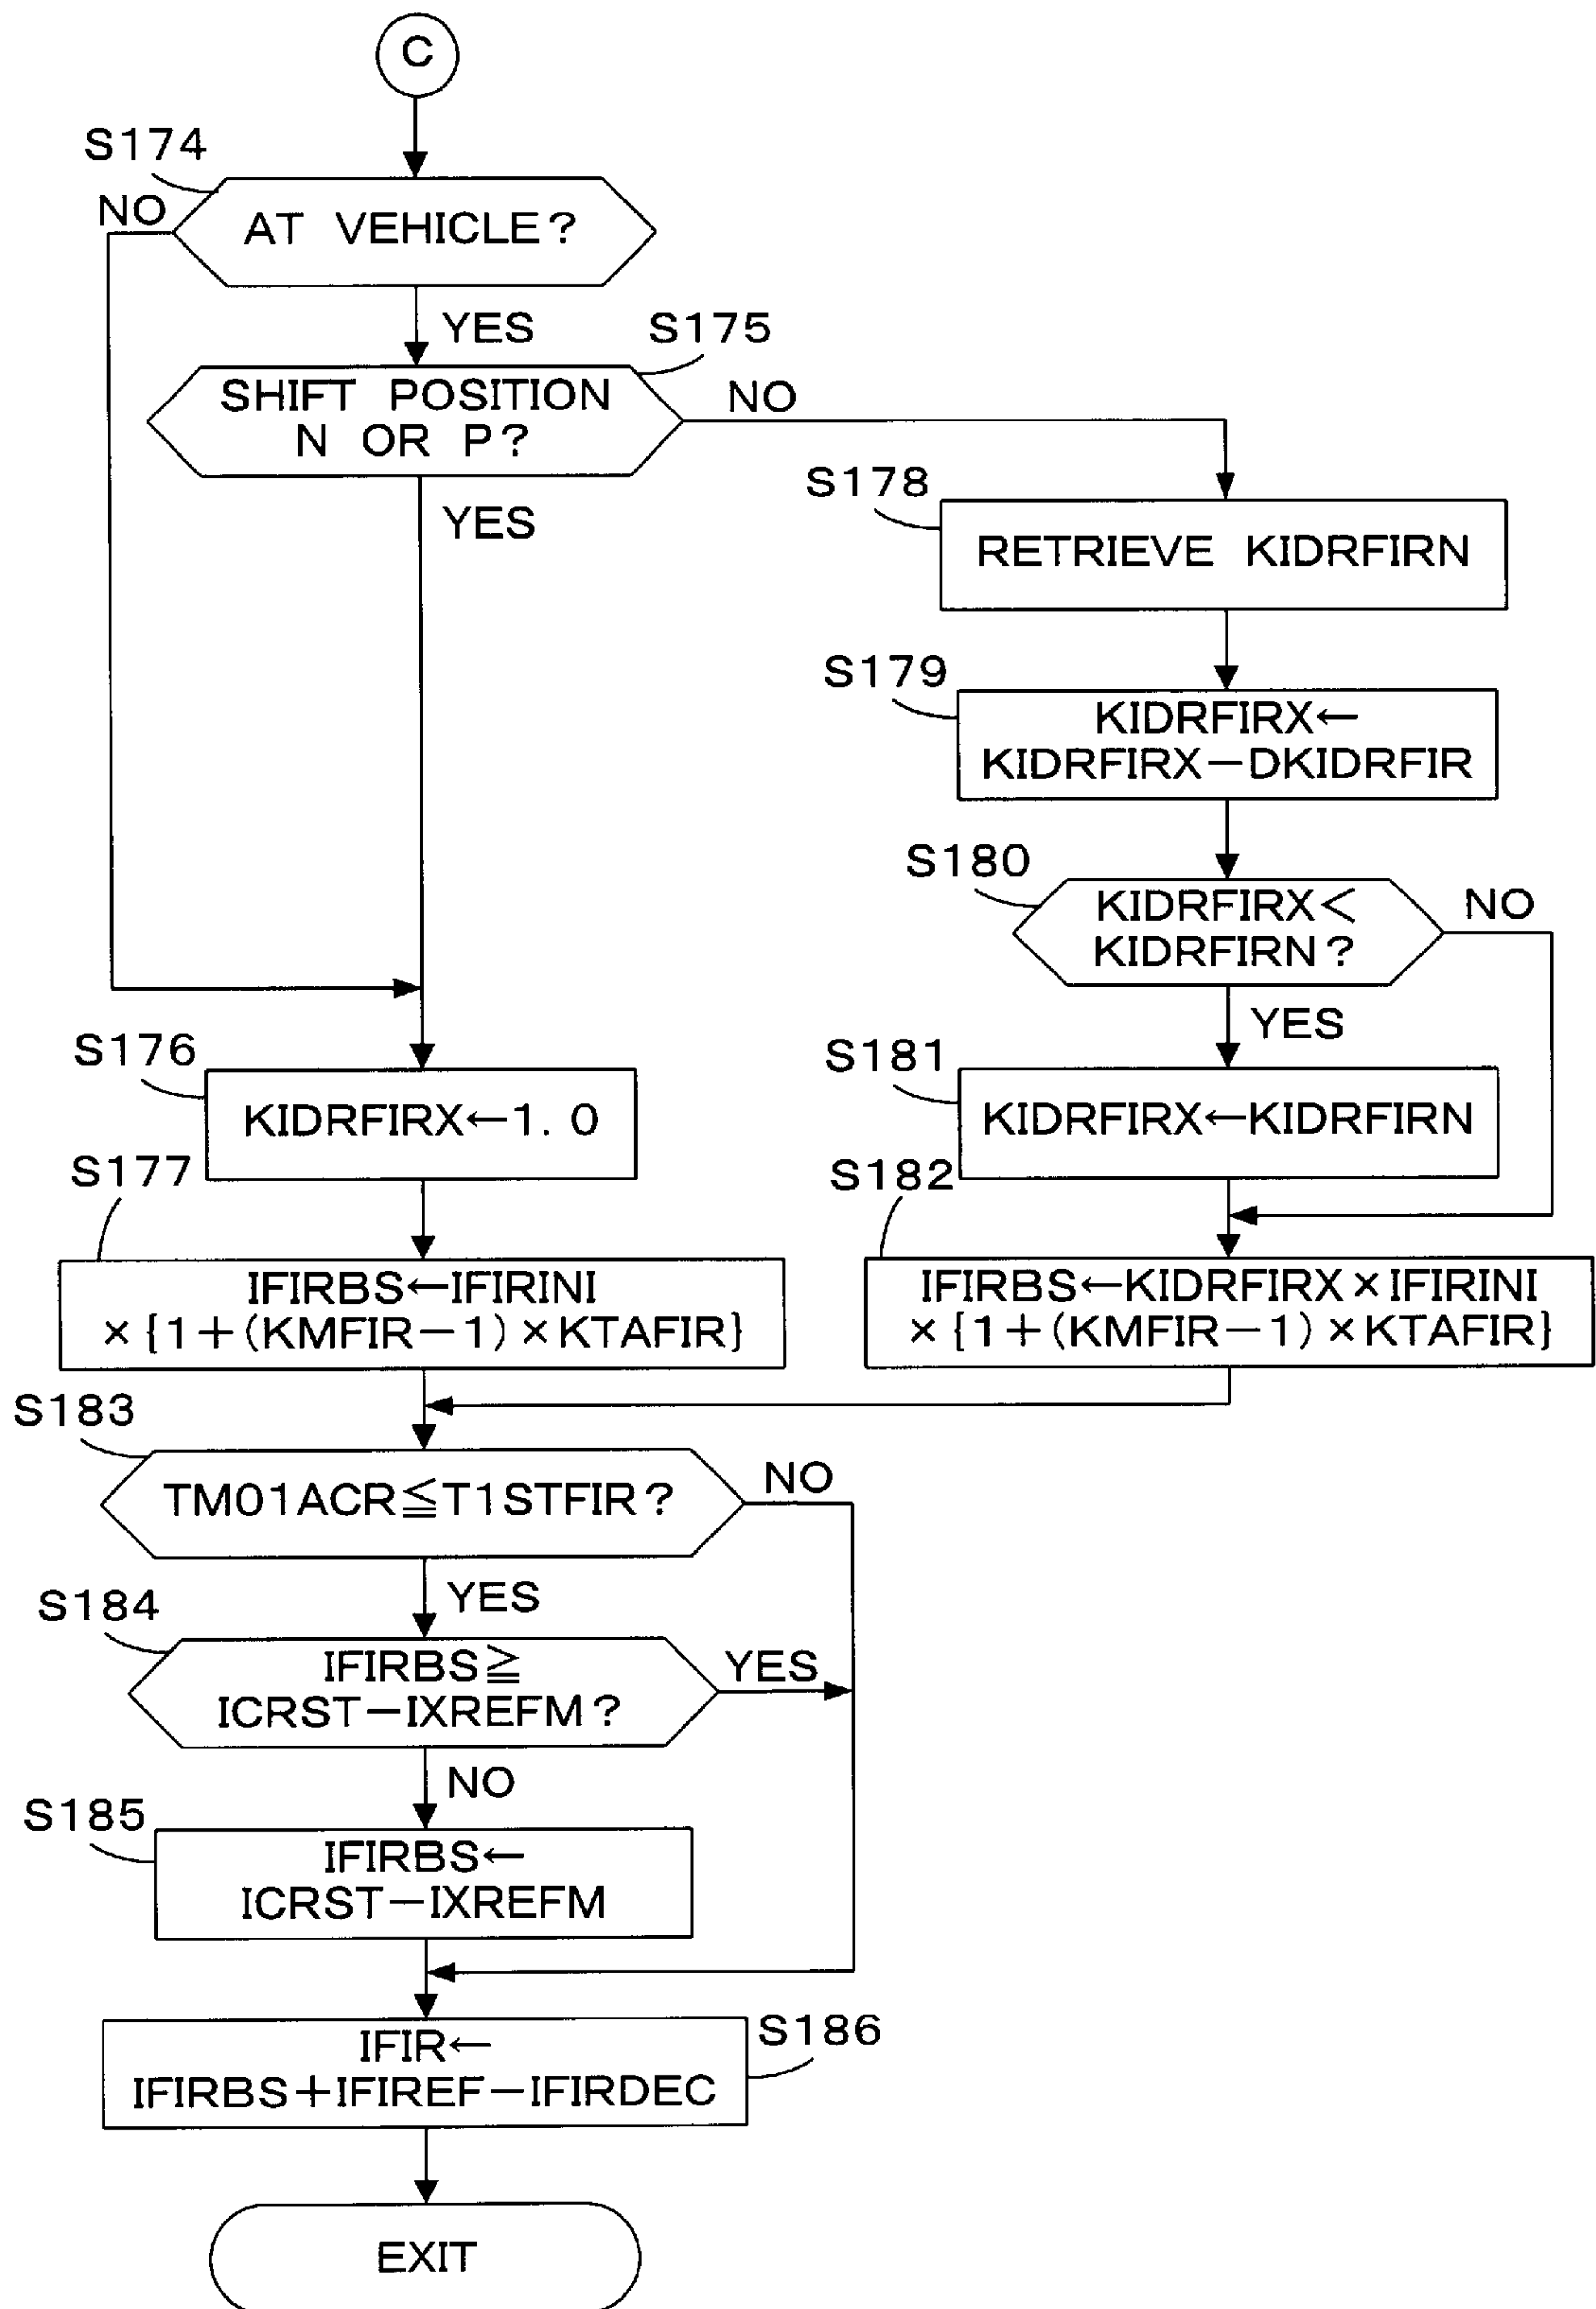 C
S174
NO
AT VEHICLE?
YES
S175
SHIFT POSITION
N OR P?
NO
YES
S178
RETRIEVE KIDRFIRN
S179
KIDRFIRX←
KIDRFIRX−DKIDRFIR
S180
KIDRFIRX<
KIDRFIRN?
NO
YES
S176
KIDRFIRX←1.0
S181
KIDRFIRX←KIDRFIRN
S177
IFIRBS←IFIRINI
×{1+(KMFIR−1)×KTAFIR}
S182
IFIRBS←KIDRFIRX×IFIRINI
×{1+(KMFIR−1)×KTAFIR}
S183
TM01ACR≦T1STFIR?
NO
YES
S184
IFIRBS≧
ICRST−IXREFM?
YES
NO
S185
IFIRBS←
ICRST−IXREFM
S186
IFIR←
IFIRBS+IFIREF−IFIRDEC
EXIT